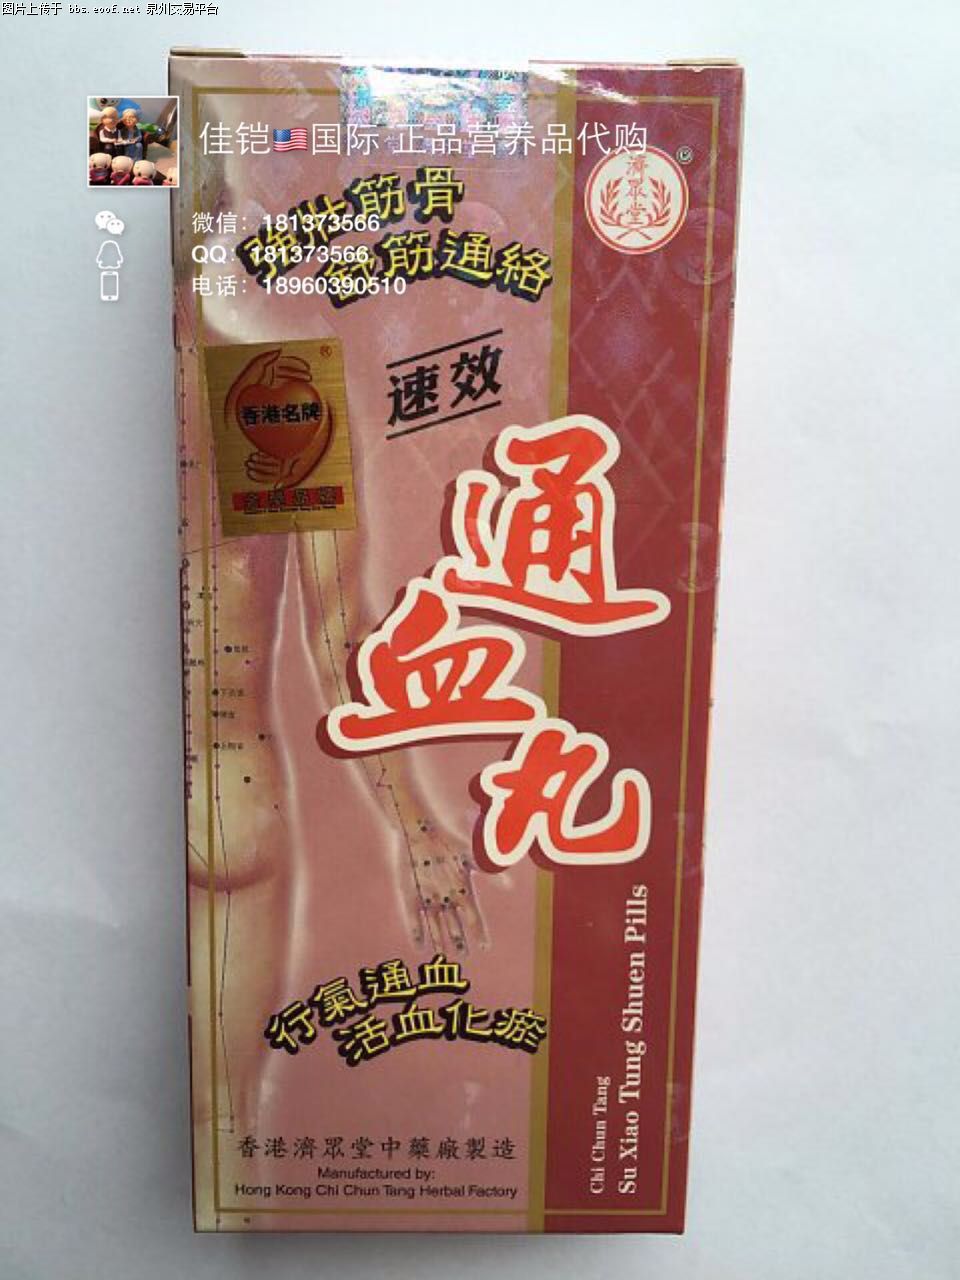 图片上传于 bbs.eoof.net 泉州交易平台
佳铠🇺🇸国际 正品营养品代购
濟眾堂
微信：181373566
QQ：181373566
电话：18960390510
強壯筋骨
舒筋通絡
香港名牌
速效
通血丸
行氣通血
活血化瘀
Chi Chun Tang
Su Xiao Tung Shuen Pills
香港濟眾堂中藥廠製造
Manufactured by:
Hong Kong Chi Chun Tang Herbal Factory